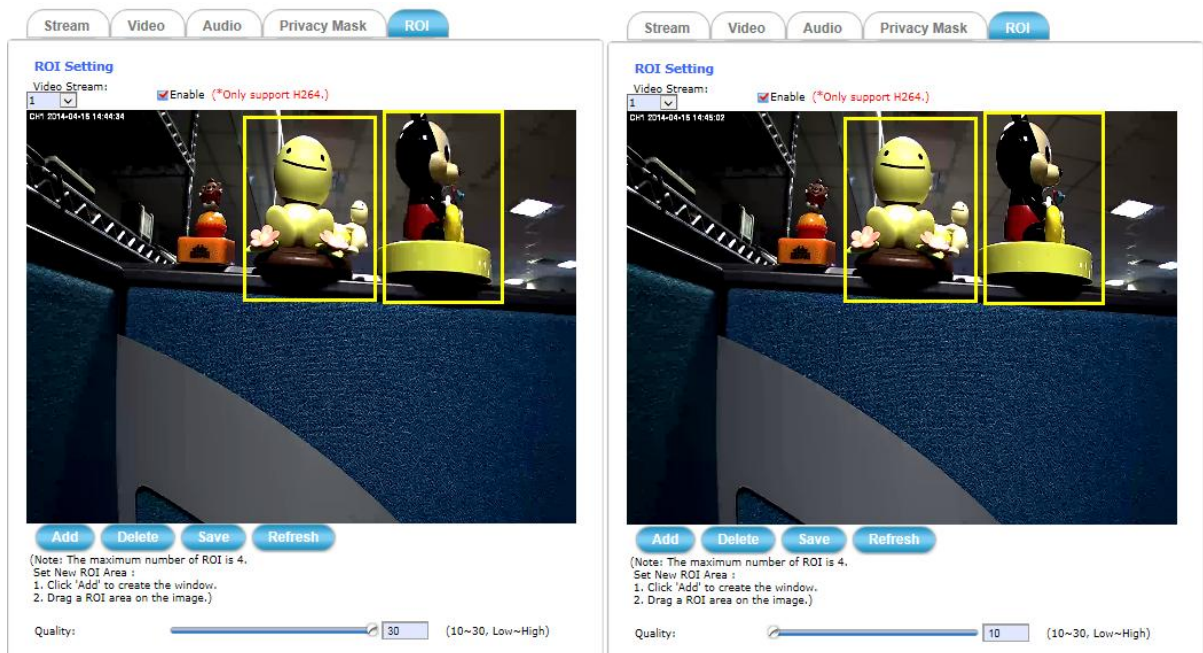 Stream Video Audio Privacy Mask ROI
ROI Setting
Video Stream:
1 Enable (*Only support H264.)
CH1 2014-04-15 14:44:34
Add Delete Save Refresh
(Note: The maximum number of ROI is 4.
Set New ROI Area :
1. Click 'Add' to create the window.
2. Drag a ROI area on the image.)
Quality: 30 (10~30, Low~High)
Stream Video Audio Privacy Mask ROI
ROI Setting
Video Stream:
1 Enable (*Only support H264.)
CH1 2014-04-15 14:45:02
Add Delete Save Refresh
(Note: The maximum number of ROI is 4.
Set New ROI Area :
1. Click 'Add' to create the window.
2. Drag a ROI area on the image.)
Quality: 10 (10~30, Low~High)